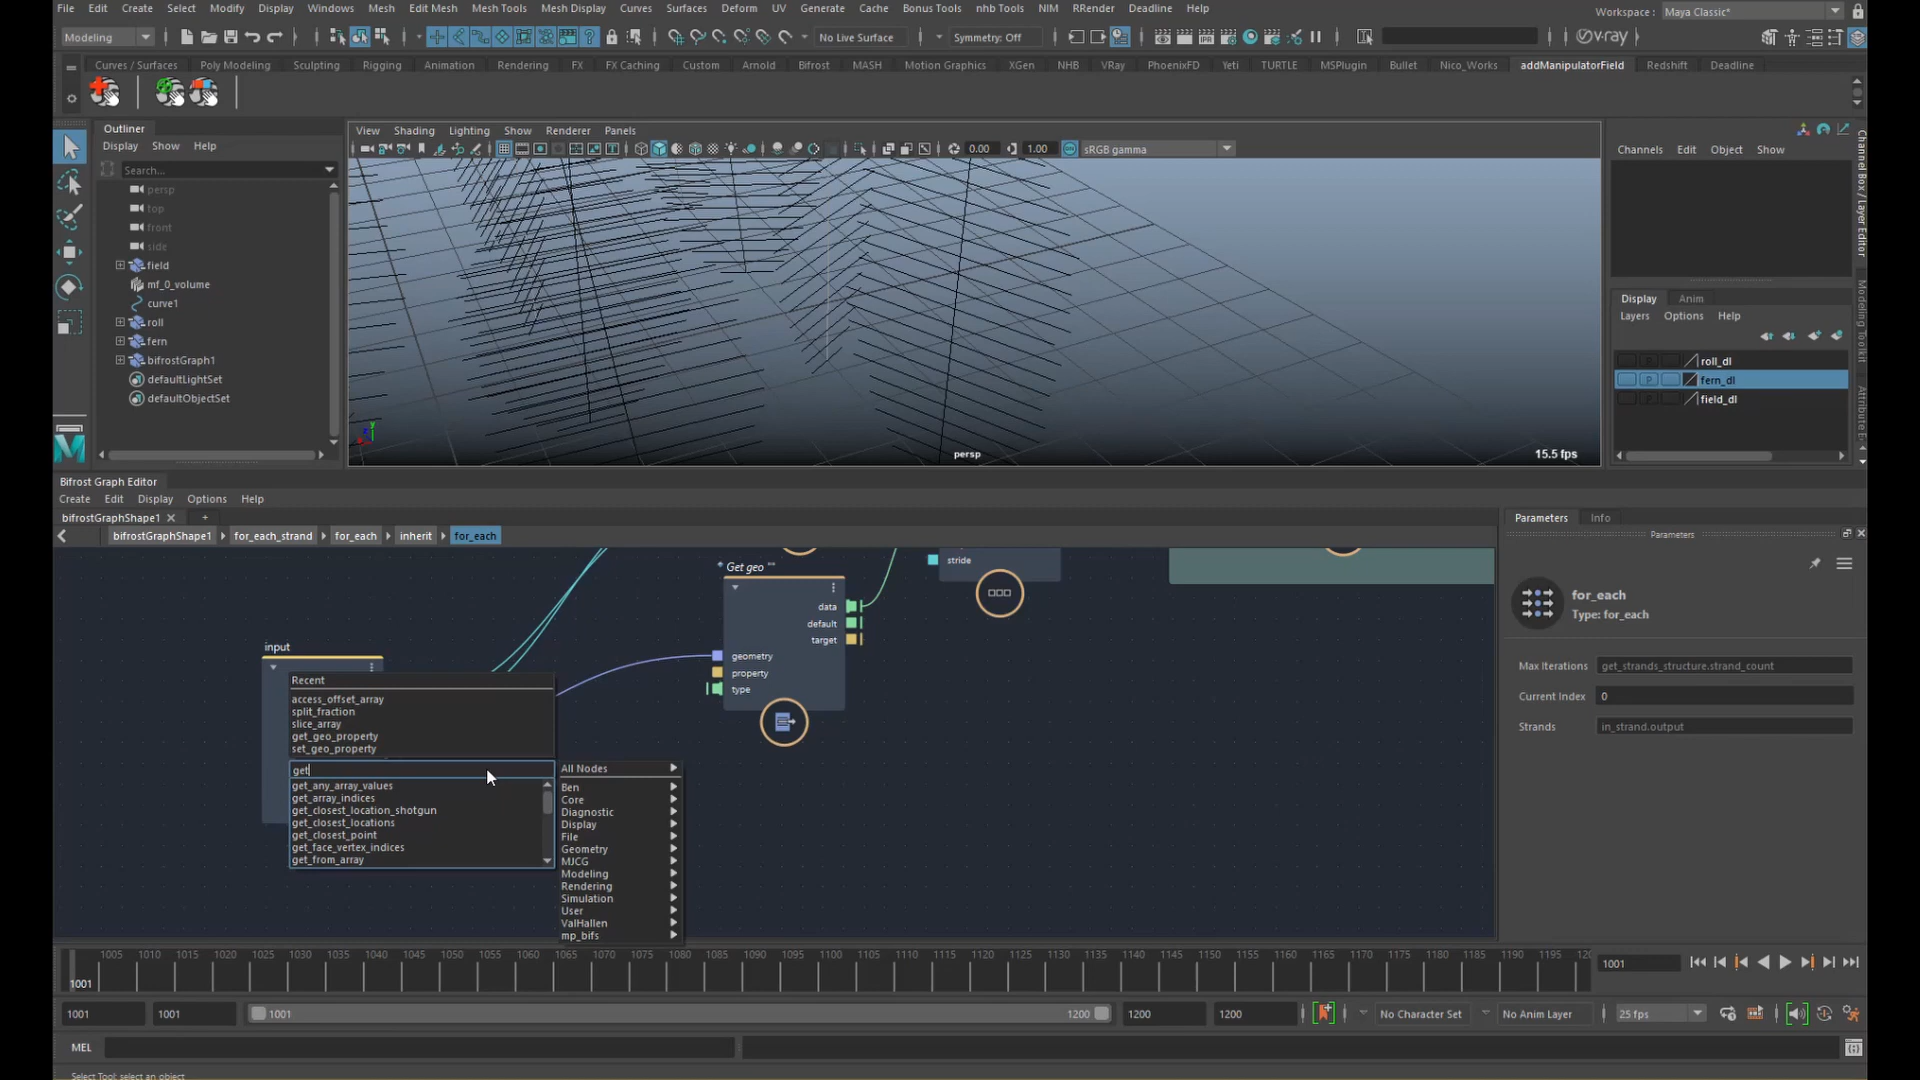 File Edit Create Select Modify Display Windows Mesh Edit Mesh Mesh Tools Mesh Display Curves Surfaces Deform UV Generate Cache Bonus Tools nhb Tools NIM RRender Deadline Help
Workspace : Maya Classic*
Modeling No Live Surface Symmetry: Off v-ray
Curves / Surfaces Poly Modeling Sculpting Rigging Animation Rendering FX FX Caching Custom Arnold Bifrost MASH Motion Graphics XGen NHB VRay PhoenixFD Yeti TURTLE MSPlugin Bullet Nico_Works addManipulatorField Redshift Deadline
Outliner
Display Show Help
Search...
persp
top
front
side
field
mf_0_volume
curve1
roll
fern
bifrostGraph1
defaultLightSet
defaultObjectSet
View Shading Lighting Show Renderer Panels
0.00 1.00 sRGB gamma
persp
15.5 fps
Channels Edit Object Show
Channel Box / Layer Editor
Modeling Toolkit
Display Anim
Layers Options Help
roll_dl
P fern_dl
field_dl
Bifrost Graph Editor
Create Edit Display Options Help
bifrostGraphShape1 +
bifrostGraphShape1 for_each_strand for_each inherit for_each
Get geo ""
data
default
target
geometry
property
type
stride
input
Recent
access_offset_array
split_fraction
slice_array
get_geo_property
set_geo_property
get
get_any_array_values
get_array_indices
get_closest_location_shotgun
get_closest_locations
get_closest_point
get_face_vertex_indices
get_from_array
All Nodes
Ben
Core
Diagnostic
Display
File
Geometry
MJCG
Modeling
Rendering
Simulation
User
ValHallen
mp_bifs
Parameters Info
Parameters
for_each
Type: for_each
Max Iterations get_strands_structure.strand_count
Current Index 0
Strands in_strand.output
1005 1010 1015 1020 1025 1030 1035 1040 1045 1050 1055 1060 1065 1070 1075 1080 1085 1090 1095 1100 1105 1110 1115 1120 1125 1130 1135 1140 1145 1150 1155 1160 1165 1170 1175 1180 1185 1190 1195
1001
1001
1001 1001 1001 1200 1200 1200 No Character Set No Anim Layer 25 fps
MEL
Select Tool: select an object